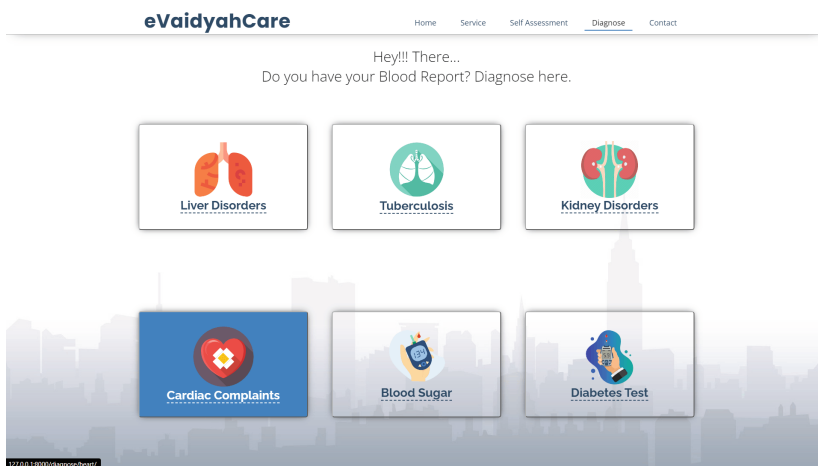 eVaidyahCare
Home Service Self Assessment Diagnose Contact
Hey!!! There...
Do you have your Blood Report? Diagnose here.
Liver Disorders
Tuberculosis
Kidney Disorders
Cardiac Complaints
134
Blood Sugar
Diabetes Test
127.0.0.1:8000/diagnose/heart/